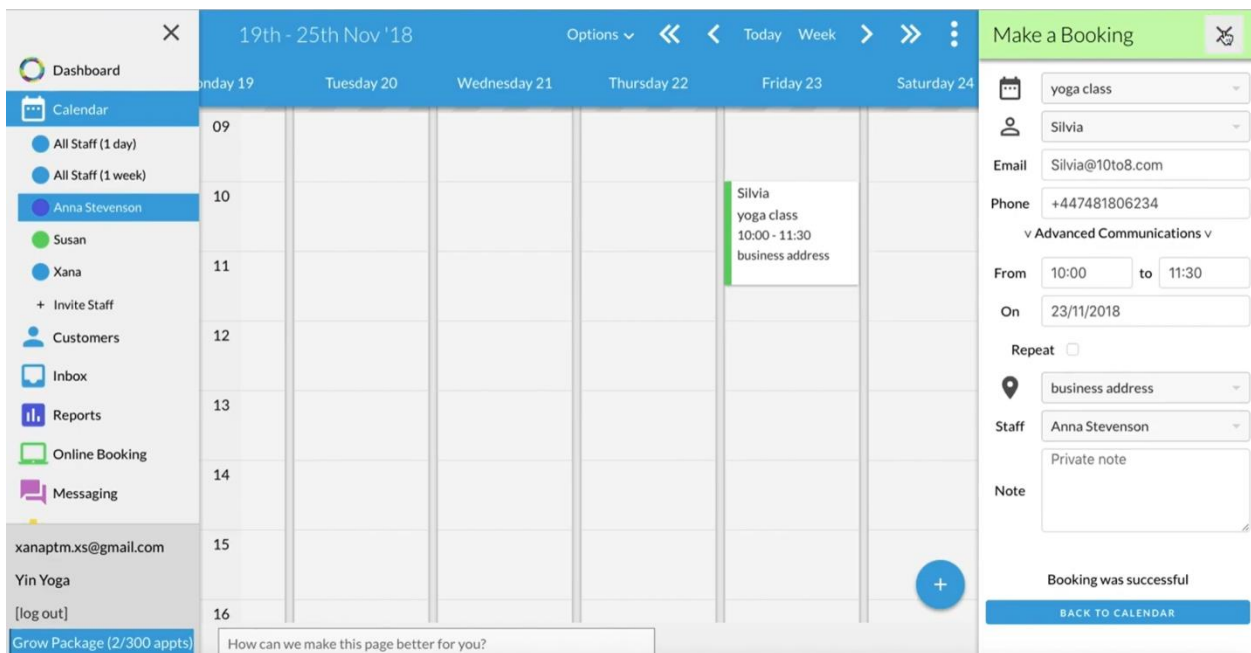 Dashboard
Calendar
All Staff (1 day)
All Staff (1 week)
Anna Stevenson
Susan
Xana
+ Invite Staff
Customers
Inbox
Reports
Online Booking
Messaging
xanaptm.xs@gmail.com
Yin Yoga
[log out]
Grow Package (2/300 appts)
19th - 25th Nov '18
Options
Today Week
onday 19 Tuesday 20 Wednesday 21 Thursday 22 Friday 23 Saturday 24
09
10
11
12
13
14
15
16
Silvia
yoga class
10:00 - 11:30
business address
+
How can we make this page better for you?
Make a Booking
yoga class
Silvia
Email Silvia@10to8.com
Phone +447481806234
v Advanced Communications v
From 10:00 to 11:30
On 23/11/2018
Repeat
business address
Staff Anna Stevenson
Note Private note
Booking was successful
BACK TO CALENDAR